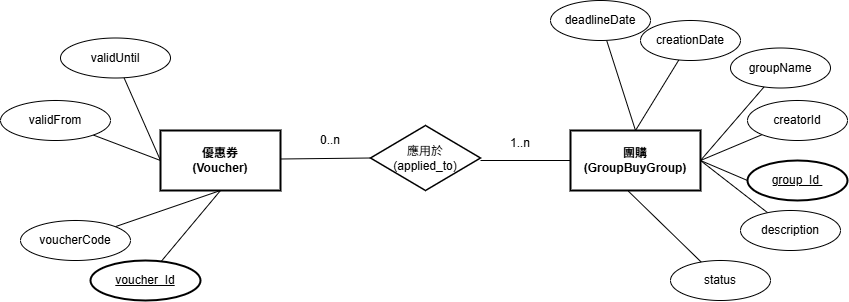 deadlineDate
creationDate
validUntil
groupName
validFrom
creatorId
0..n
1..n
優惠券
(Voucher)
應用於
(applied_to)
團購
(GroupBuyGroup)
group_Id
voucherCode
description
voucher_Id
status